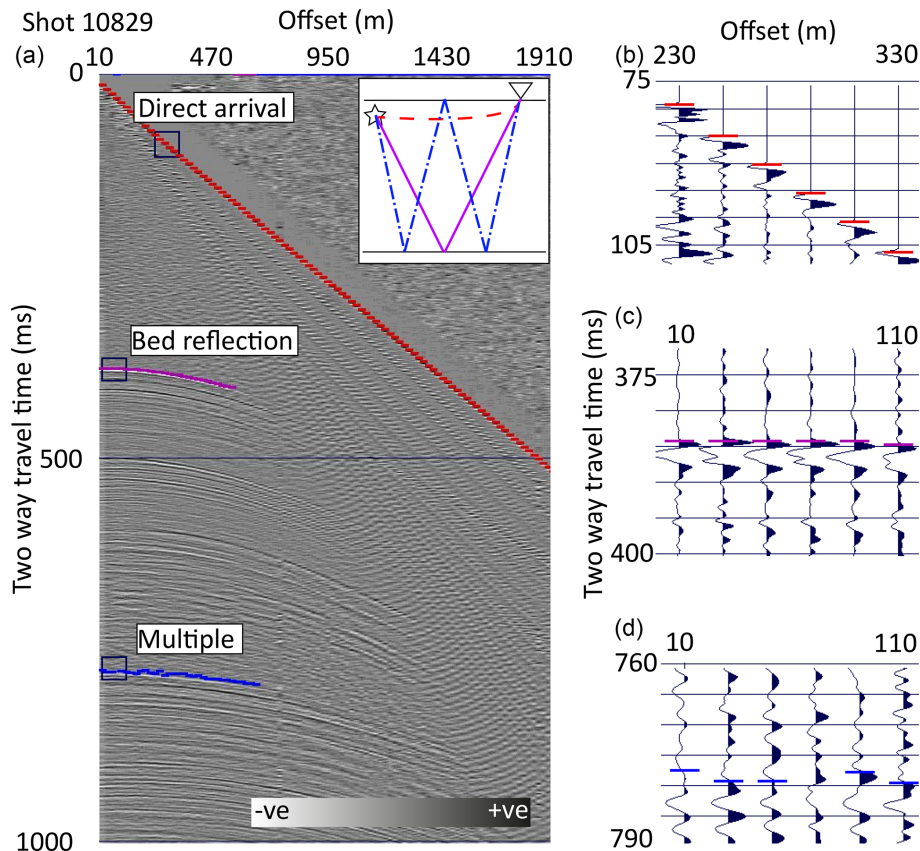 Shot 10829
(a)
Offset (m)
10 470 950 1430 1910
0
Direct arrival
Bed reflection
500
Two way travel time (ms)
Multiple
-ve +ve
1000
Offset (m)
(b)
230 330
75
105
(c)
10 110
375
400
Two way travel time (ms)
(d)
10 110
760
790